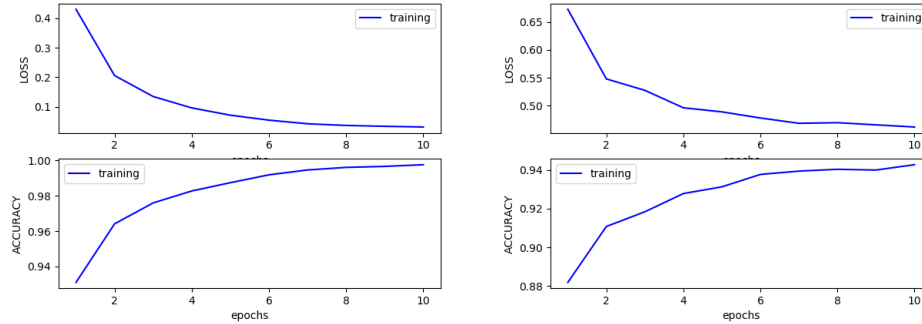 training
0.4
0.3
0.2
0.1
LOSS
2 4 6 8 10
epochs
training
1.00
0.98
0.96
0.94
ACCURACY
2 4 6 8 10
epochs
training
0.65
0.60
0.55
0.50
LOSS
2 4 6 8 10
epochs
training
0.94
0.92
0.90
0.88
ACCURACY
2 4 6 8 10
epochs